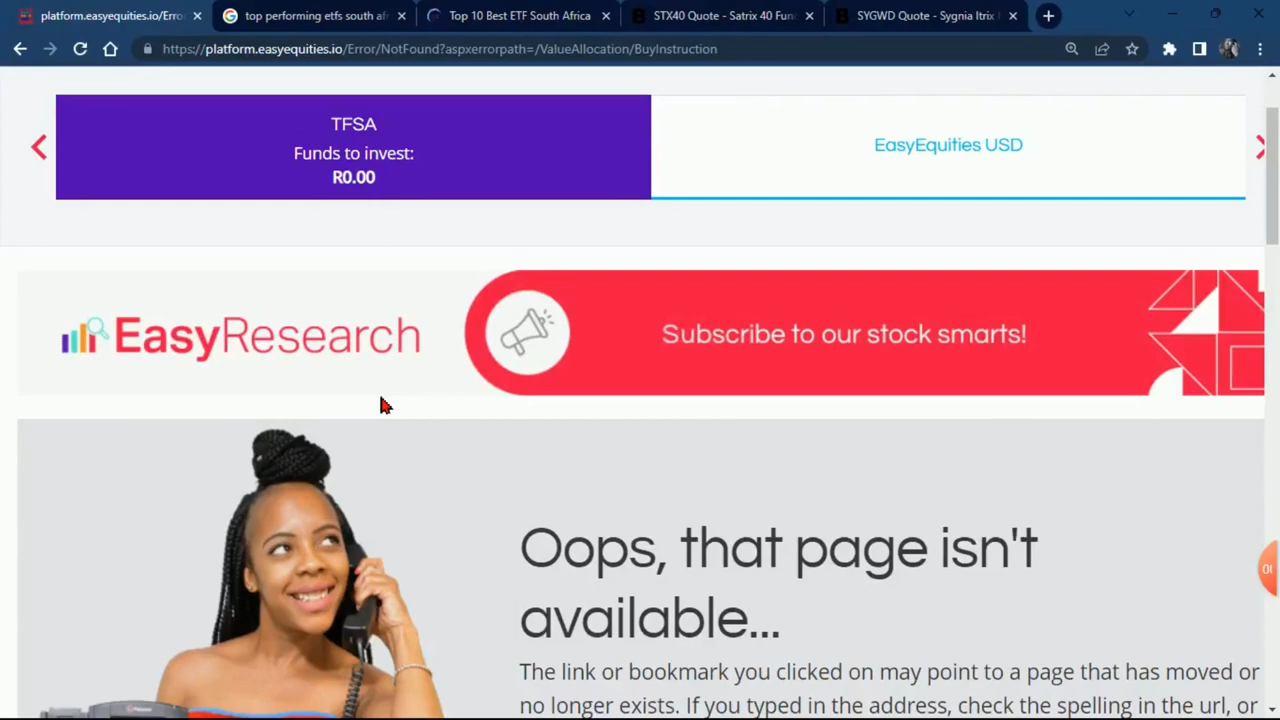 platform.easyequities.io/Erro
top performing etfs south afr
Top 10 Best ETF South Africa
STX40 Quote - Satrix 40 Fun
SYGWD Quote - Sygnia Itrix
https://platform.easyequities.io/Error/NotFound?aspxerrorpath=/ValueAllocation/BuyInstruction
TFSA
Funds to invest:
R0.00
EasyEquities USD
EasyResearch
Subscribe to our stock smarts!
Oops, that page isn't
available...
The link or bookmark you clicked on may point to a page that has moved or
no longer exists. If you typed in the address, check the spelling in the url, or